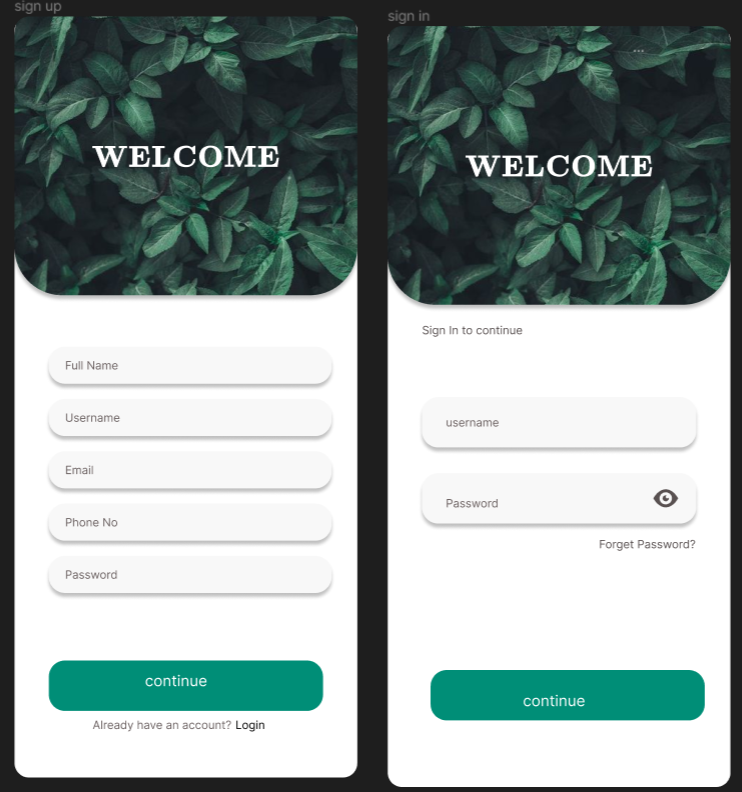 sign up
WELCOME
Full Name
Username
Email
Phone No
Password
continue
Already have an account? Login
sign in
...
WELCOME
Sign In to continue
username
Password
Forget Password?
continue